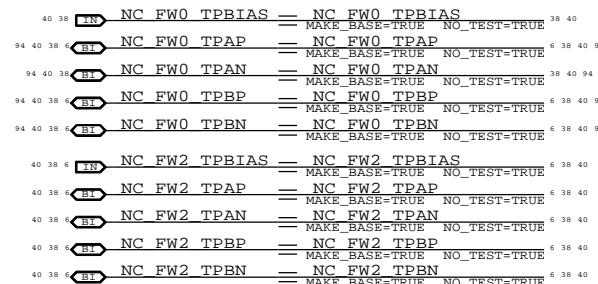 40 38 IN NC_FW0_TPBIAS = NC_FW0_TPBIAS 38 40
MAKE_BASE=TRUE NO_TEST=TRUE
94 40 38 6 BI NC_FW0_TPAP = NC_FW0_TPAP 6 38 40 9
MAKE_BASE=TRUE NO_TEST=TRUE
94 40 38 BI NC_FW0_TPAN = NC_FW0_TPAN 38 40 94
MAKE_BASE=TRUE NO_TEST=TRUE
94 40 38 6 BI NC_FW0_TPBP = NC_FW0_TPBP 6 38 40 9
MAKE_BASE=TRUE NO_TEST=TRUE
94 40 38 6 BI NC_FW0_TPBN = NC_FW0_TPBN 6 38 40 9
MAKE_BASE=TRUE NO_TEST=TRUE
40 38 6 IN NC_FW2_TPBIAS = NC_FW2_TPBIAS 6 38 40
MAKE_BASE=TRUE NO_TEST=TRUE
40 38 6 BI NC_FW2_TPAP = NC_FW2_TPAP 6 38 40
MAKE_BASE=TRUE NO_TEST=TRUE
40 38 6 BI NC_FW2_TPAN = NC_FW2_TPAN 6 38 40
MAKE_BASE=TRUE NO_TEST=TRUE
40 38 6 BI NC_FW2_TPBP = NC_FW2_TPBP 6 38 40
MAKE_BASE=TRUE NO_TEST=TRUE
40 38 6 BI NC_FW2_TPBN = NC_FW2_TPBN 6 38 40
MAKE_BASE=TRUE NO_TEST=TRUE